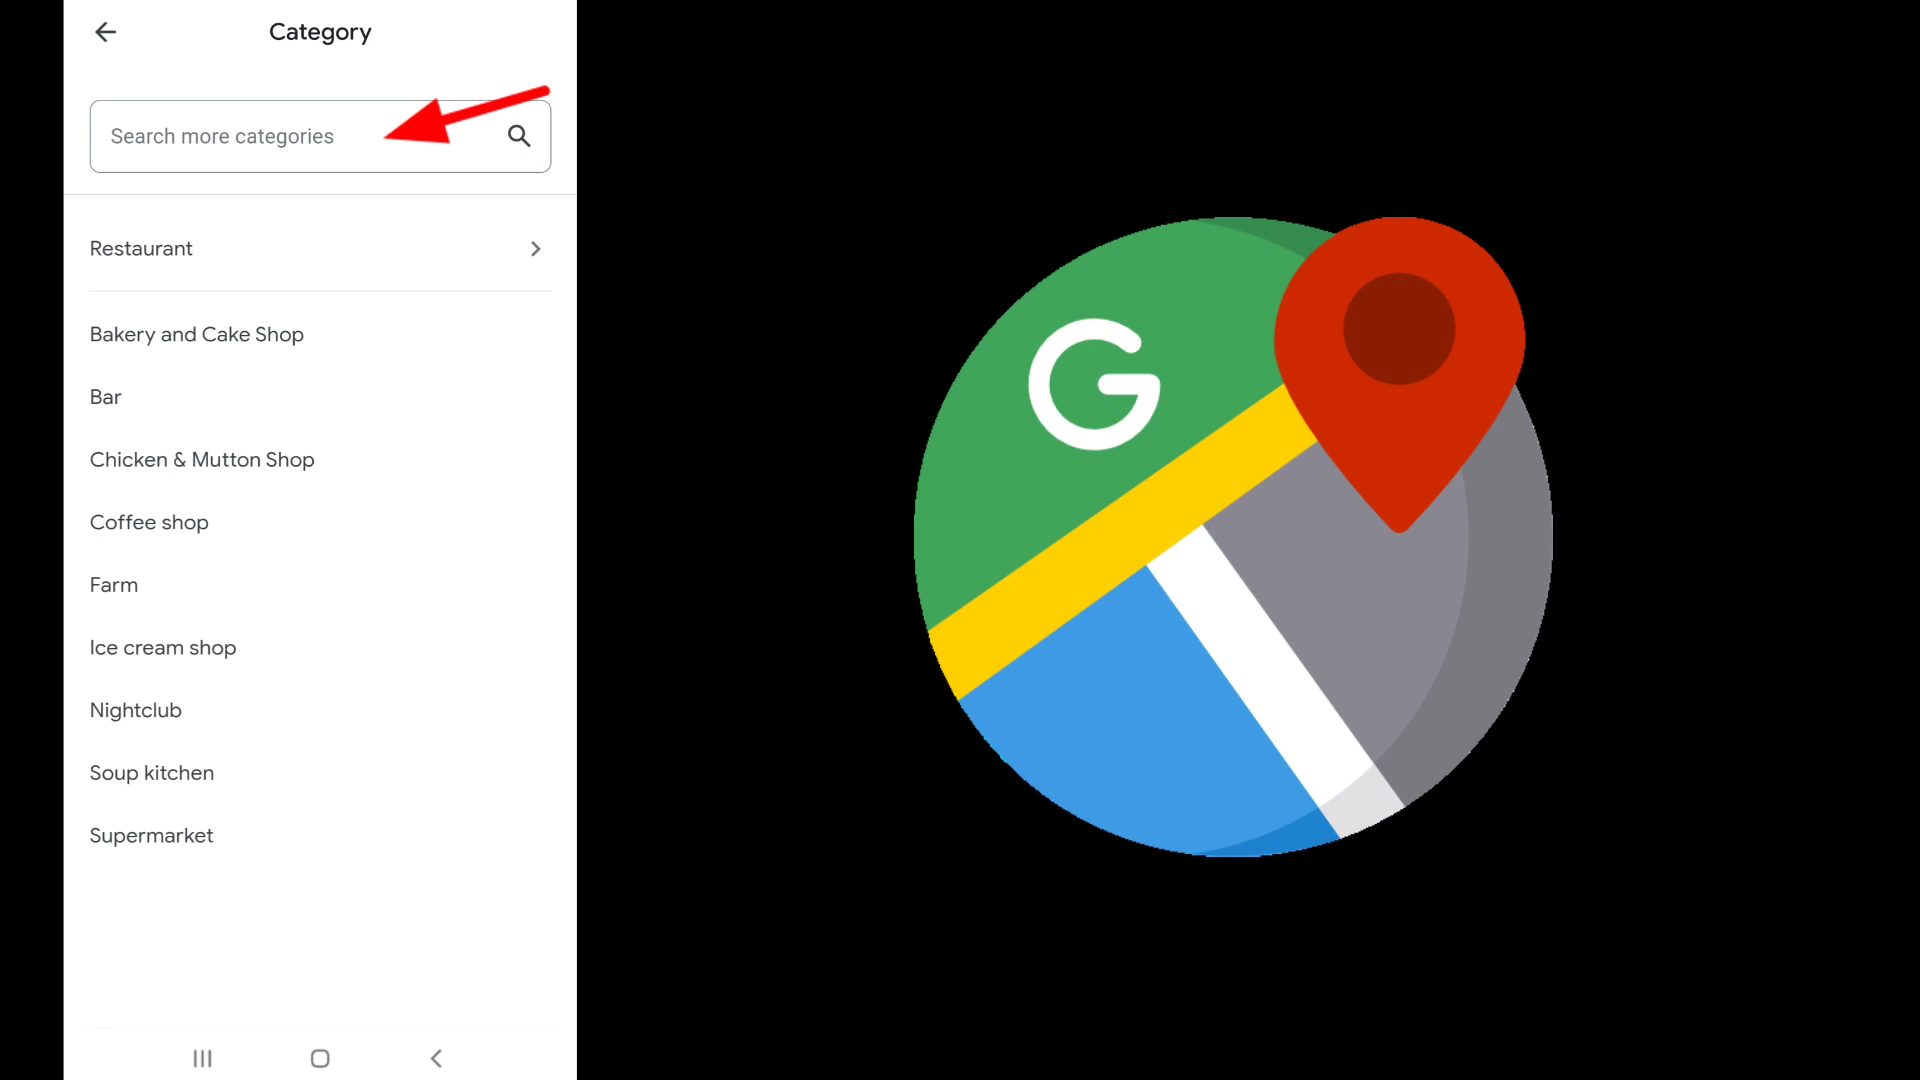 Category
Search more categories
Restaurant
Bakery and Cake Shop
Bar
Chicken & Mutton Shop
Coffee shop
Farm
Ice cream shop
Nightclub
Soup kitchen
Supermarket
G